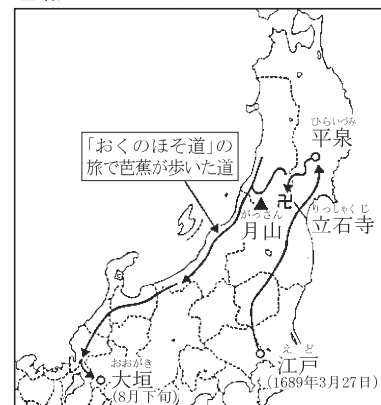 「おくのほそ道」の
旅で芭蕉が歩いた道
ひらいづみ
平泉
がっさん
月山
卍
りっしゃくじ
立石寺
おおがき
大垣
(8月下旬)
えど
江戸
(1689年3月27日)